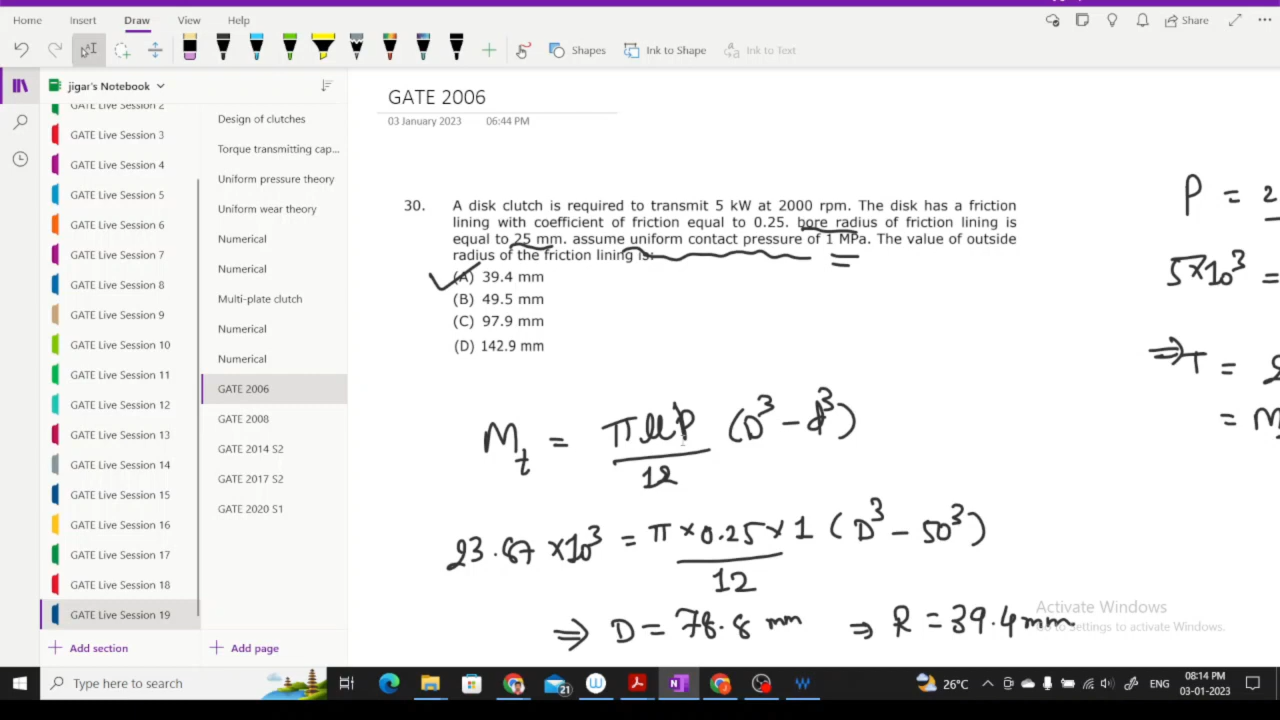 Home Insert Draw View Help
Share
Shapes Ink to Shape Ink to Text
jigar's Notebook
GATE Live Session 2
GATE Live Session 3
GATE Live Session 4
GATE Live Session 5
GATE Live Session 6
GATE Live Session 7
GATE Live Session 8
GATE Live Session 9
GATE Live Session 10
GATE Live Session 11
GATE Live Session 12
GATE Live Session 13
GATE Live Session 14
GATE Live Session 15
GATE Live Session 16
GATE Live Session 17
GATE Live Session 18
GATE Live Session 19
Add section
Design of clutches
Torque transmitting cap...
Uniform pressure theory
Uniform wear theory
Numerical
Numerical
Multi-plate clutch
Numerical
Numerical
GATE 2006
GATE 2008
GATE 2014 S2
GATE 2017 S2
GATE 2020 S1
Add page
GATE 2006
03 January 2023 06:44 PM
30. A disk clutch is required to transmit 5 kW at 2000 rpm. The disk has a friction
lining with coefficient of friction equal to 0.25. bore radius of friction lining is
equal to 25 mm. assume uniform contact pressure of 1 MPa. The value of outside
radius of the friction lining is:
(A) 39.4 mm
(B) 49.5 mm
(C) 97.9 mm
(D) 142.9 mm
P = 2
5×10³ =
⇒ T =
= M
Mt = πμP/12 (D³ - d³)
23.87 ×10³ = π×0.25×1/12 (D³ - 50³)
⇒ D = 78.8 mm ⇒ R = 39.4 mm
Activate Windows
Go to Settings to activate Windows.
Type here to search
21
26°C
ENG
08:14 PM
03-01-2023